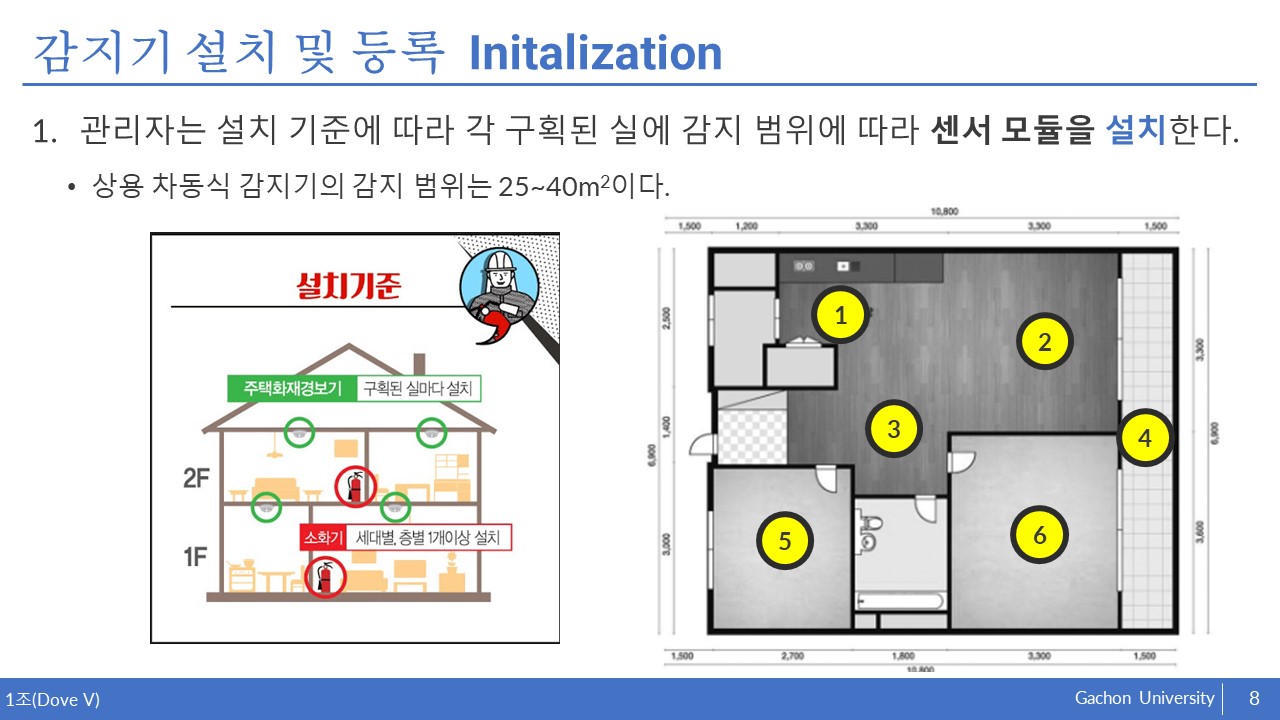 감지기 설치 및 등록 Initalization
1. 관리자는 설치 기준에 따라 각 구획된 실에 감지 범위에 따라 센서 모듈을 설치한다.
• 상용 차동식 감지기의 감지 범위는 25~40m²이다.
설치기준
주택화재경보기 구획된 실마다 설치
2F
소화기 세대별, 층별 1개이상 설치
1F
10,800
1,500 1,200 3,300 3,300 1,500
2,500
1,400
6,900
3,000
3,300
6,900
3,600
1
2
3
4
5
6
1,500 2,700 1,800 3,300 1,500
10,800
1조(Dove V)
Gachon University 8